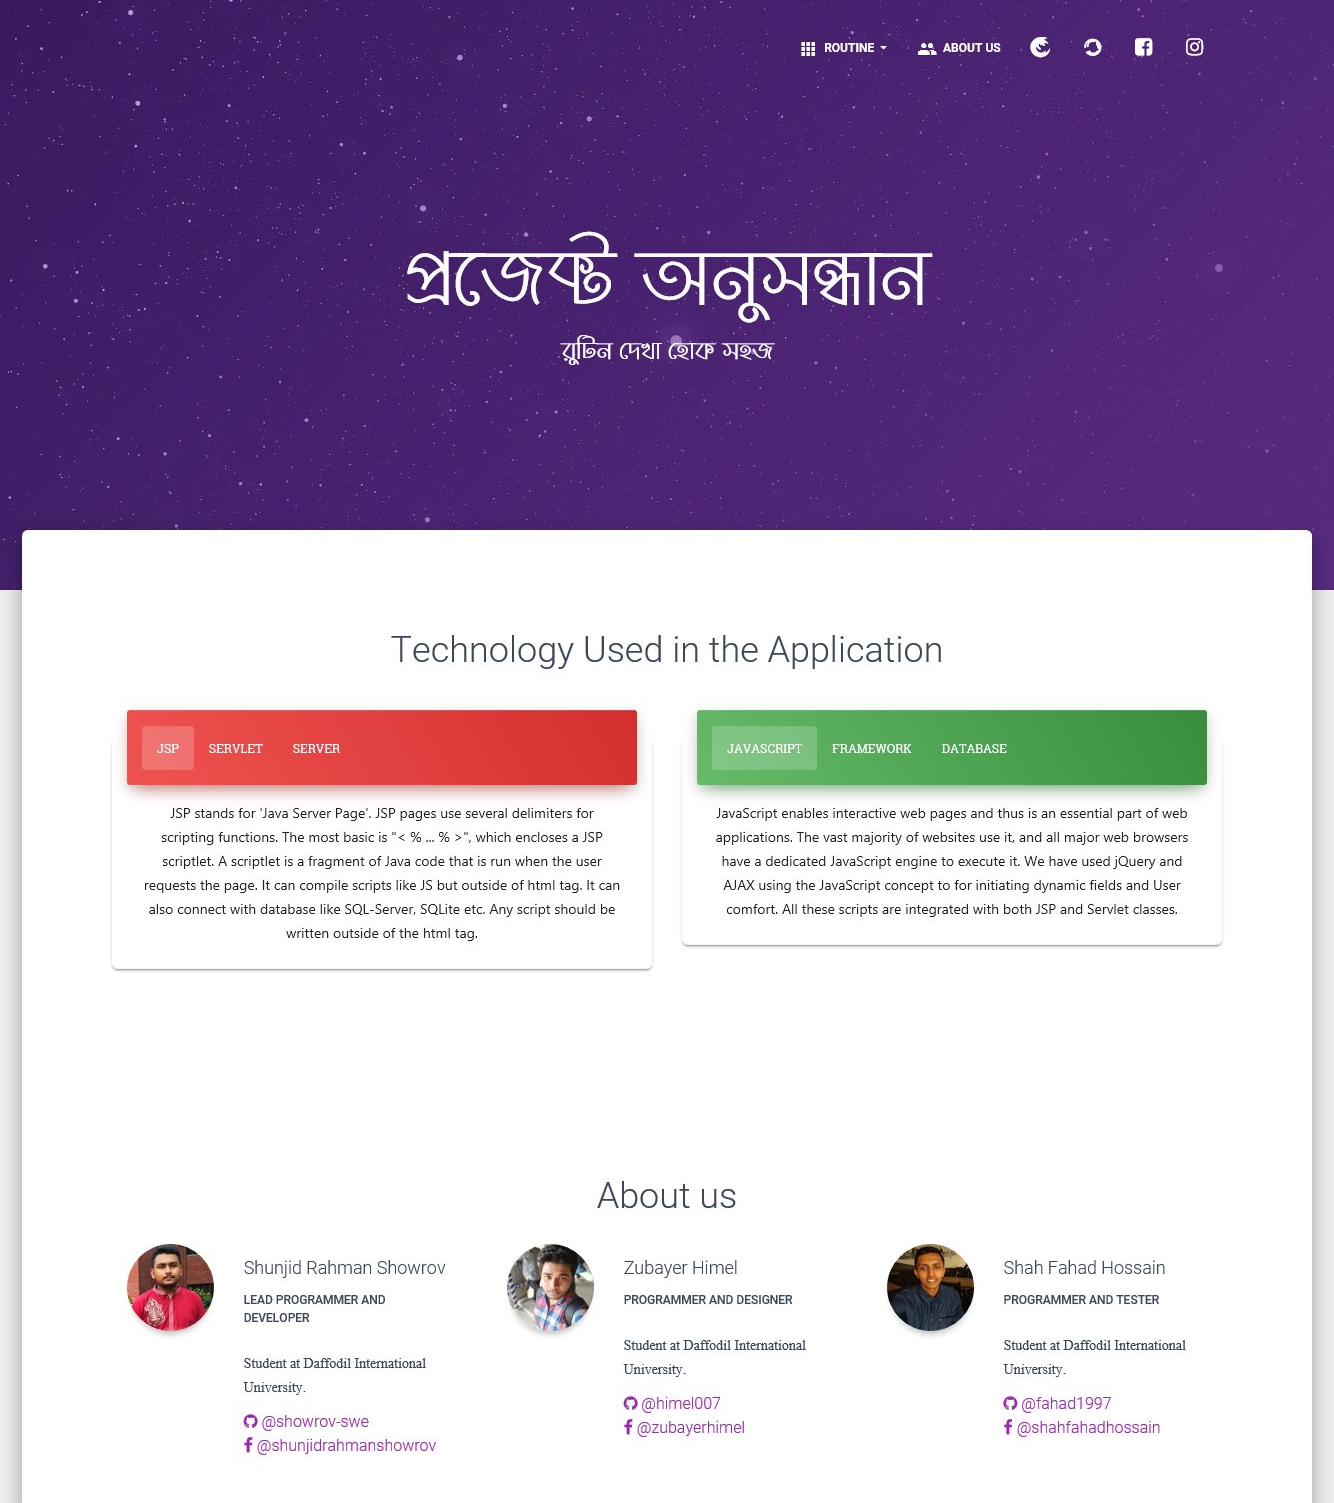 ROUTINE ABOUT US
প্রজেক্ট অনুসন্ধান
রুটিন দেখা হোক সহজ
Technology Used in the Application
JSP SERVLET SERVER
JSP stands for 'Java Server Page'. JSP pages use several delimiters for
scripting functions. The most basic is "< % ... % >", which encloses a JSP
scriptlet. A scriptlet is a fragment of Java code that is run when the user
requests the page. It can compile scripts like JS but outside of html tag. It can
also connect with database like SQL-Server, SQLite etc. Any script should be
written outside of the html tag.
JAVASCRIPT FRAMEWORK DATABASE
JavaScript enables interactive web pages and thus is an essential part of web
applications. The vast majority of websites use it, and all major web browsers
have a dedicated JavaScript engine to execute it. We have used jQuery and
AJAX using the JavaScript concept to for initiating dynamic fields and User
comfort. All these scripts are integrated with both JSP and Servlet classes.
About us
Shunjid Rahman Showrov
LEAD PROGRAMMER AND
DEVELOPER
Student at Daffodil International
University.
@showrov-swe
@shunjidrahmanshowrov
Zubayer Himel
PROGRAMMER AND DESIGNER
Student at Daffodil International
University.
@himel007
@zubayerhimel
Shah Fahad Hossain
PROGRAMMER AND TESTER
Student at Daffodil International
University.
@fahad1997
@shahfahadhossain